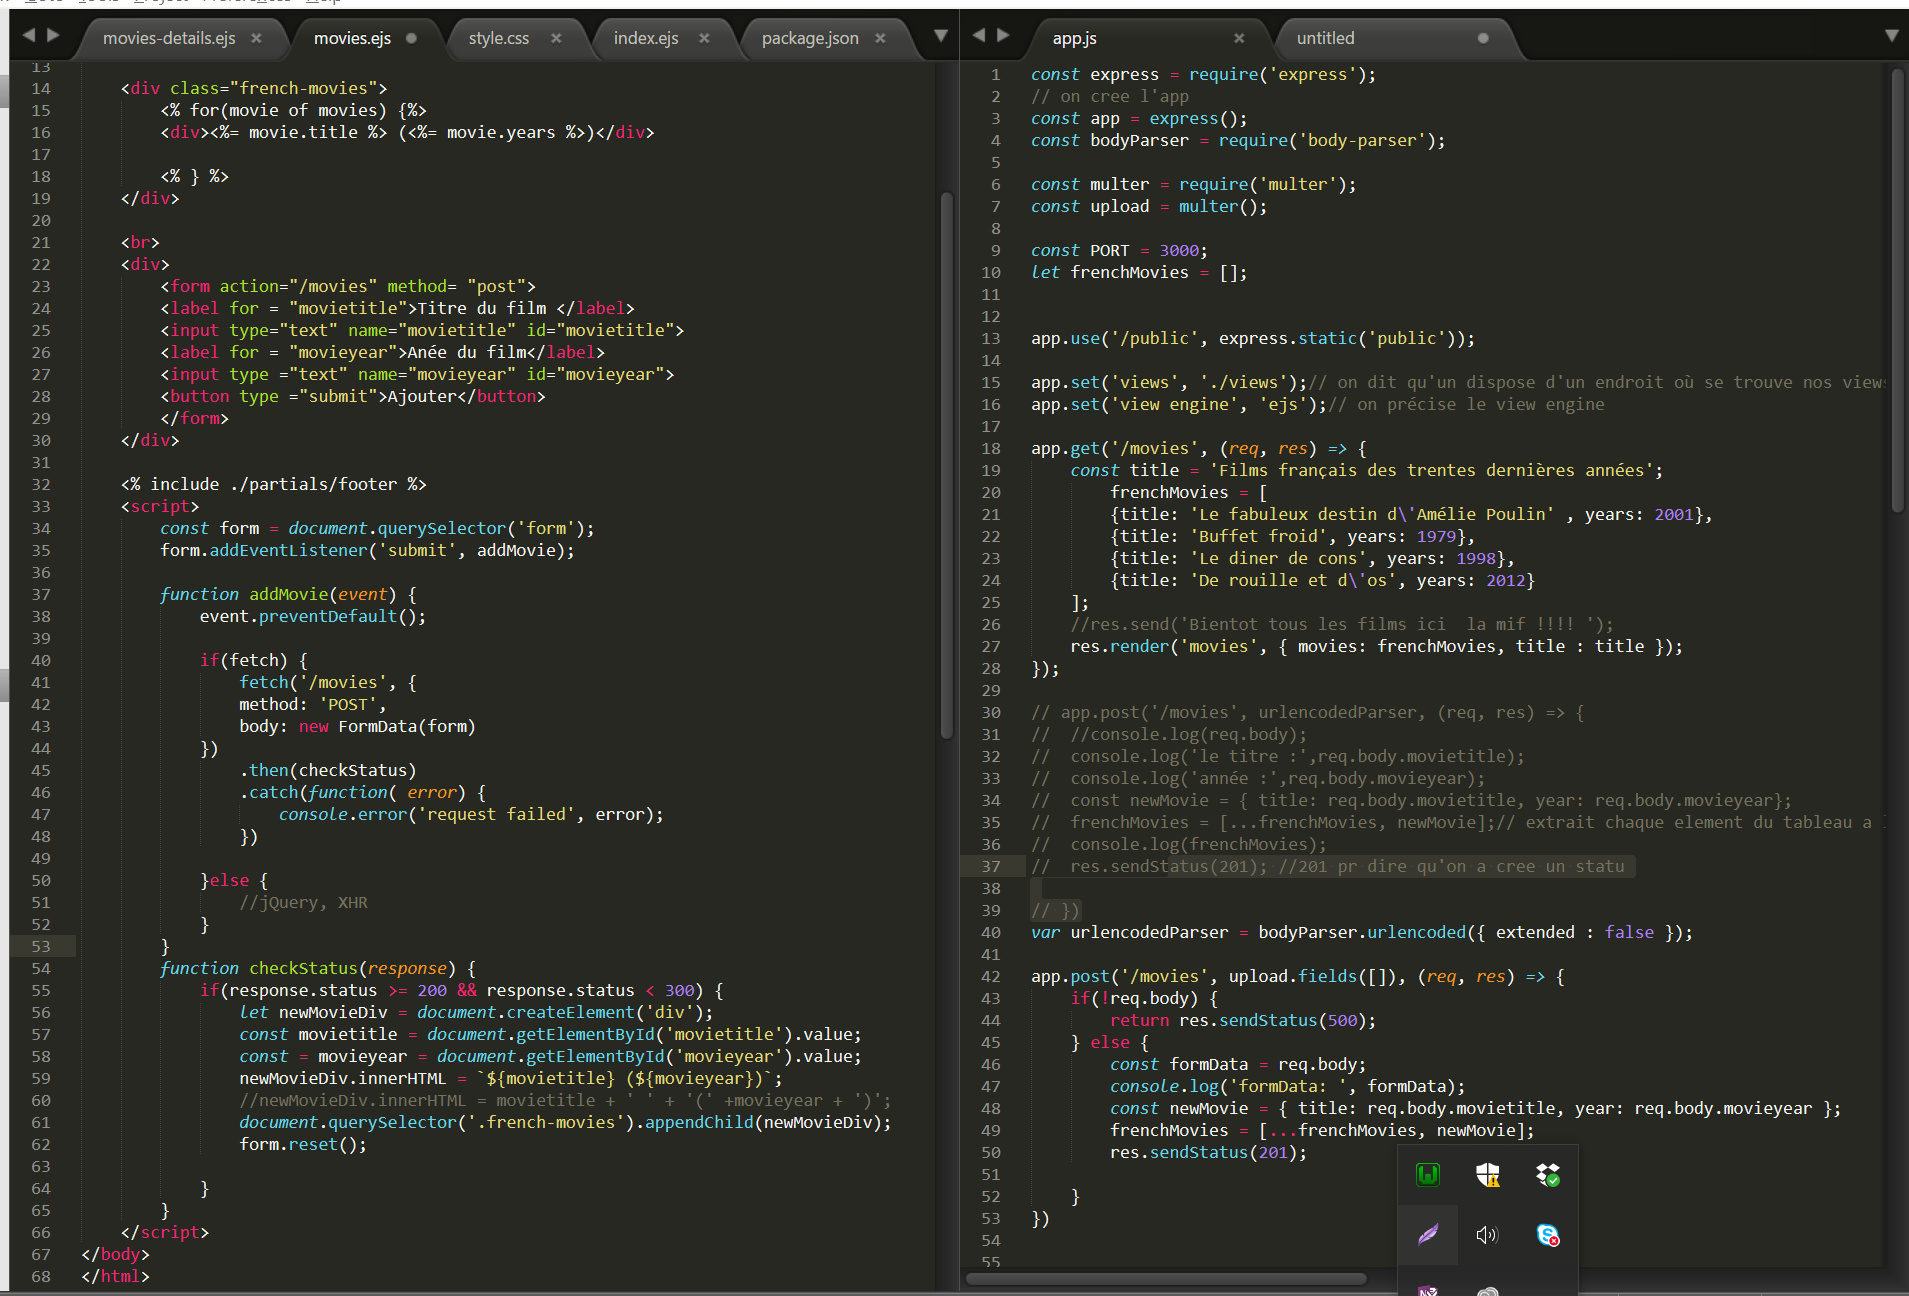 movies-details.ejs × movies.ejs style.css × index.ejs × package.json ×
13
14 <div class="french-movies">
15 <% for(movie of movies) {%>
16 <div><%= movie.title %> (<%= movie.years %>)</div>
17
18 <% } %>
19 </div>
20
21 <br>
22 <div>
23 <form action="/movies" method= "post">
24 <label for = "movietitle">Titre du film </label>
25 <input type="text" name="movietitle" id="movietitle">
26 <label for = "movieyear">Anée du film</label>
27 <input type ="text" name="movieyear" id="movieyear">
28 <button type ="submit">Ajouter</button>
29 </form>
30 </div>
31
32 <% include ./partials/footer %>
33 <script>
34 const form = document.querySelector('form');
35 form.addEventListener('submit', addMovie);
36
37 function addMovie(event) {
38 event.preventDefault();
39
40 if(fetch) {
41 fetch('/movies', {
42 method: 'POST',
43 body: new FormData(form)
44 })
45 .then(checkStatus)
46 .catch(function( error) {
47 console.error('request failed', error);
48 })
49
50 }else {
51 //jQuery, XHR
52 }
53 }
54 function checkStatus(response) {
55 if(response.status >= 200 && response.status < 300) {
56 let newMovieDiv = document.createElement('div');
57 const movietitle = document.getElementById('movietitle').value;
58 const = movieyear = document.getElementById('movieyear').value;
59 newMovieDiv.innerHTML = `${movietitle} (${movieyear})`;
60 //newMovieDiv.innerHTML = movietitle + ' ' + '(' +movieyear + ')';
61 document.querySelector('.french-movies').appendChild(newMovieDiv);
62 form.reset();
63
64 }
65 }
66 </script>
67 </body>
68 </html>
app.js × untitled
1 const express = require('express');
2 // on cree l'app
3 const app = express();
4 const bodyParser = require('body-parser');
5
6 const multer = require('multer');
7 const upload = multer();
8
9 const PORT = 3000;
10 let frenchMovies = [];
11
12
13 app.use('/public', express.static('public'));
14
15 app.set('views', './views');// on dit qu'un dispose d'un endroit où se trouve nos views
16 app.set('view engine', 'ejs');// on précise le view engine
17
18 app.get('/movies', (req, res) => {
19 const title = 'Films français des trentes dernières années';
20 frenchMovies = [
21 {title: 'Le fabuleux destin d\'Amélie Poulin' , years: 2001},
22 {title: 'Buffet froid', years: 1979},
23 {title: 'Le diner de cons', years: 1998},
24 {title: 'De rouille et d\'os', years: 2012}
25 ];
26 //res.send('Bientot tous les films ici  la mif !!!! ');
27 res.render('movies', { movies: frenchMovies, title : title });
28 });
29
30 // app.post('/movies', urlencodedParser, (req, res) => {
31 // //console.log(req.body);
32 // console.log('le titre :',req.body.movietitle);
33 // console.log('année :',req.body.movieyear);
34 // const newMovie = { title: req.body.movietitle, year: req.body.movieyear};
35 // frenchMovies = [...frenchMovies, newMovie];// extrait chaque element du tableau a
36 // console.log(frenchMovies);
37 // res.sendStatus(201); //201 pr dire qu'on a cree un statu
38
39 // })
40 var urlencodedParser = bodyParser.urlencoded({ extended : false });
41
42 app.post('/movies', upload.fields([]), (req, res) => {
43 if(!req.body) {
44 return res.sendStatus(500);
45 } else {
46 const formData = req.body;
47 console.log('formData: ', formData);
48 const newMovie = { title: req.body.movietitle, year: req.body.movieyear };
49 frenchMovies = [...frenchMovies, newMovie];
50 res.sendStatus(201);
51
52 }
53 })
54
55